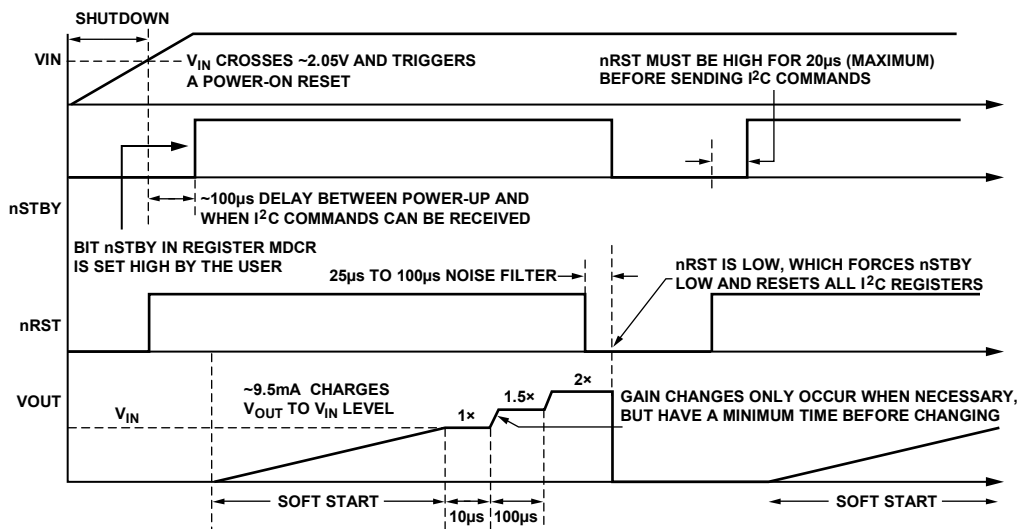 SHUTDOWN
VIN
VIN CROSSES ~2.05V AND TRIGGERS
A POWER-ON RESET
nRST MUST BE HIGH FOR 20µs (MAXIMUM)
BEFORE SENDING I2C COMMANDS
nSTBY
~100µs DELAY BETWEEN POWER-UP AND
WHEN I2C COMMANDS CAN BE RECEIVED
BIT nSTBY IN REGISTER MDCR
IS SET HIGH BY THE USER
25µs TO 100µs NOISE FILTER
nRST IS LOW, WHICH FORCES nSTBY
LOW AND RESETS ALL I2C REGISTERS
nRST
VOUT
~9.5mA CHARGES
VOUT TO VIN LEVEL
VIN
1×
1.5×
2×
GAIN CHANGES ONLY OCCUR WHEN NECESSARY,
BUT HAVE A MINIMUM TIME BEFORE CHANGING
SOFT START
10µs
100µs
SOFT START